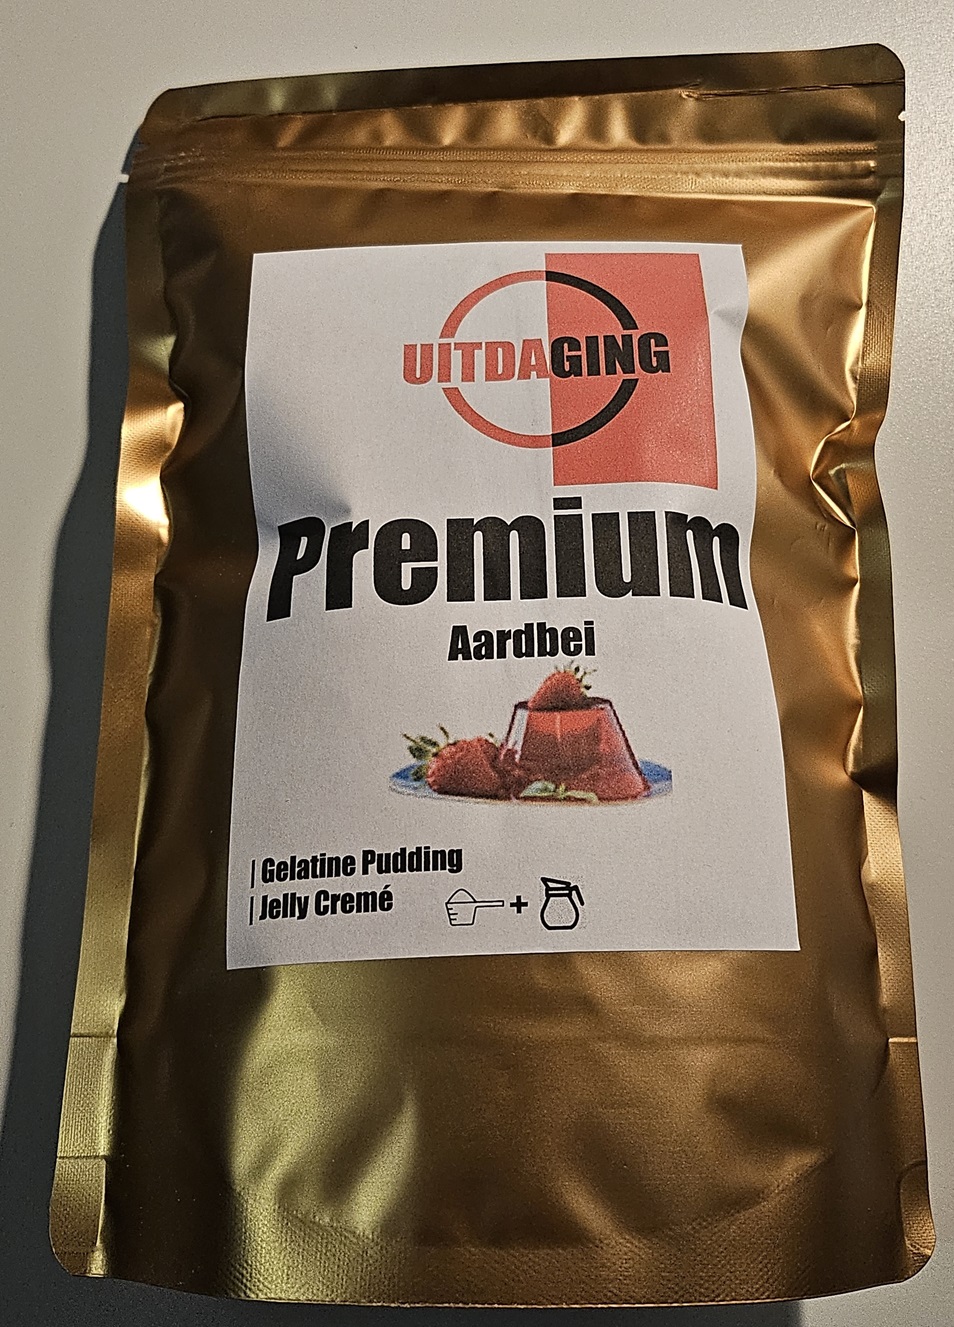 UITDAGING
Premium
Aardbei
| Gelatine Pudding
| Jelly Cremé
+